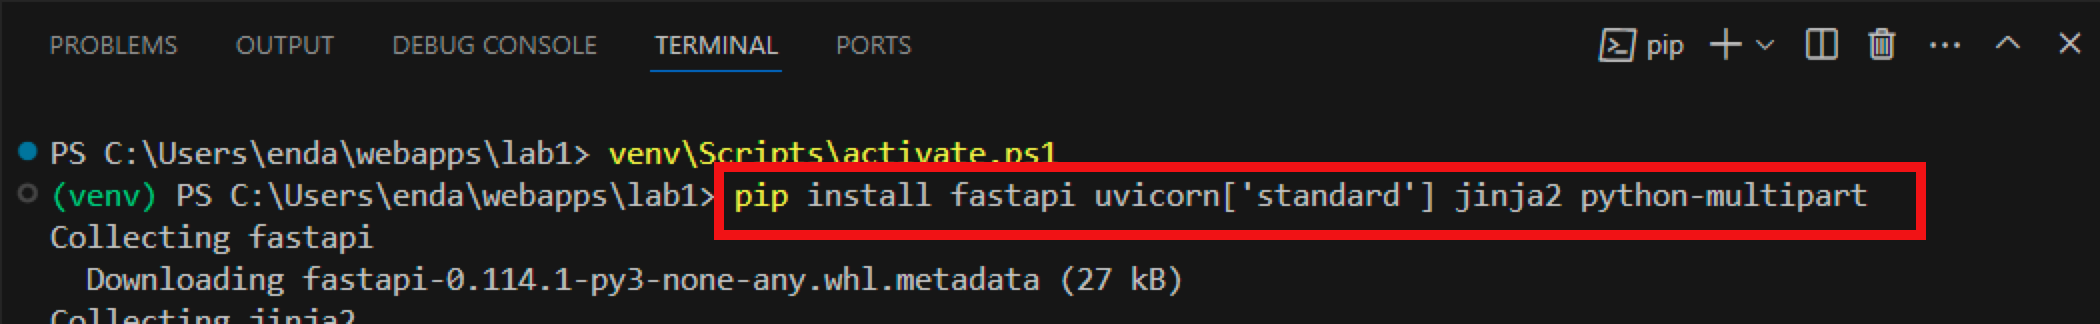 PROBLEMS OUTPUT DEBUG CONSOLE TERMINAL PORTS pip
PS C:\Users\enda\webapps\lab1> venv\Scripts\activate.ps1
(venv) PS C:\Users\enda\webapps\lab1> pip install fastapi uvicorn['standard'] jinja2 python-multipart
Collecting fastapi
Downloading fastapi-0.114.1-py3-none-any.whl.metadata (27 kB)
Collecting jinja2